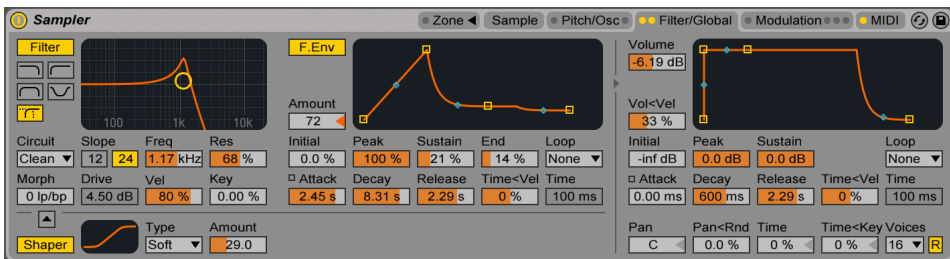 Sampler Zone Sample Pitch/Osc Filter/Global Modulation MIDI
Filter F.Env Volume
-6.19 dB
100 1k 10k
Amount
72
Vol<Vel
33 %
Circuit Slope Freq Res Initial Peak Sustain End Loop Initial Peak Sustain Loop
Clean 12 24 1.17 kHz 68 % 0.0 % 100 % 21 % 14 % None -inf dB 0.0 dB 0.0 dB None
Morph Drive Vel Key Attack Decay Release Time<Vel Time Attack Decay Release Time<Vel Time
0 lp/bp 4.50 dB 80 % 0.00 % 2.45 s 8.31 s 2.29 s 0 % 100 ms 0.00 ms 600 ms 2.29 s 0 % 100 ms
Type Amount Pan Pan<Rnd Time Time<Key Voices
Shaper Soft 29.0 C 0.0 % 0 % 0 % 16 R